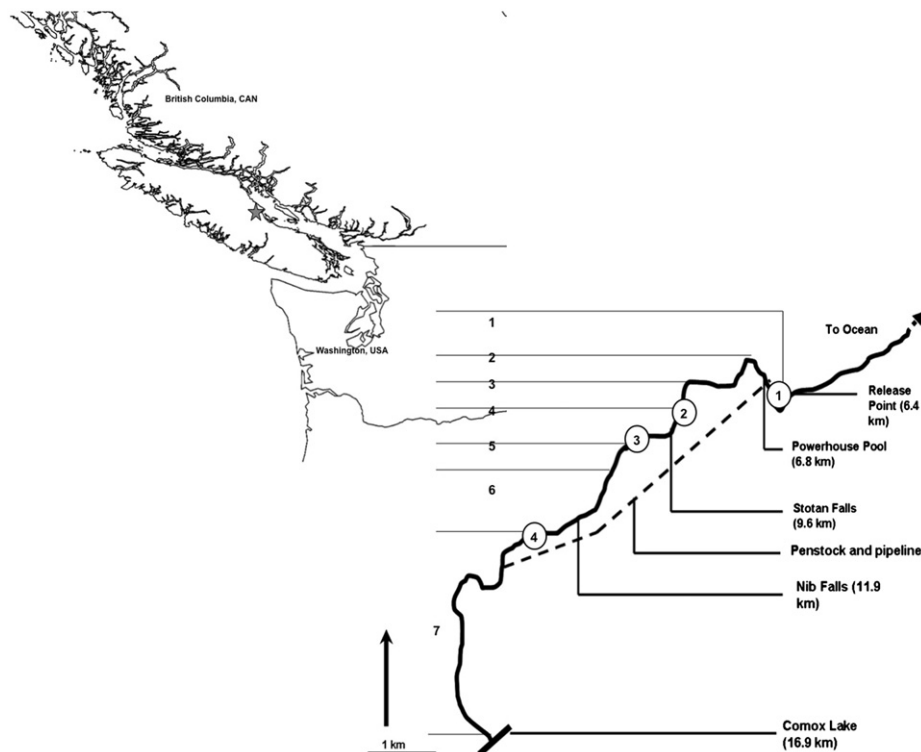 British Columbia, CAN
Washington, USA
1
2
3
4
5
6
7
To Ocean
1
2
3
4
Release
Point (6.4
km)
Powerhouse Pool
(6.8 km)
Stotan Falls
(9.6 km)
Penstock and pipeline
Nib Falls (11.9
km)
Comox Lake
(16.9 km)
1 km